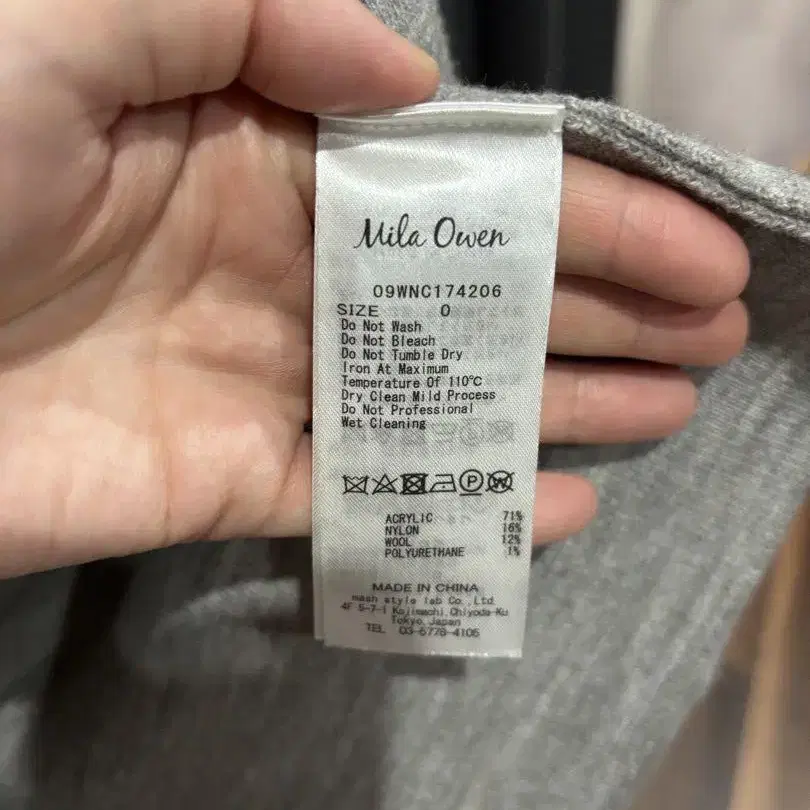 Mila Owen
09WNC174206
SIZE 0
Do Not Wash
Do Not Bleach
Do Not Tumble Dry
Iron At Maximum
Temperature Of 110℃
Dry Clean Mild Process
Do Not Professional
Wet Cleaning
P W
ACRYLIC 71%
NYLON 16%
WOOL 12%
POLYURETHANE 1%
MADE IN CHINA
mash style lab Co.,Ltd.
4F 5-7-1 Kojimachi,Chiyoda-Ku
Tokyo,Japan
TEL 03-5778-4105